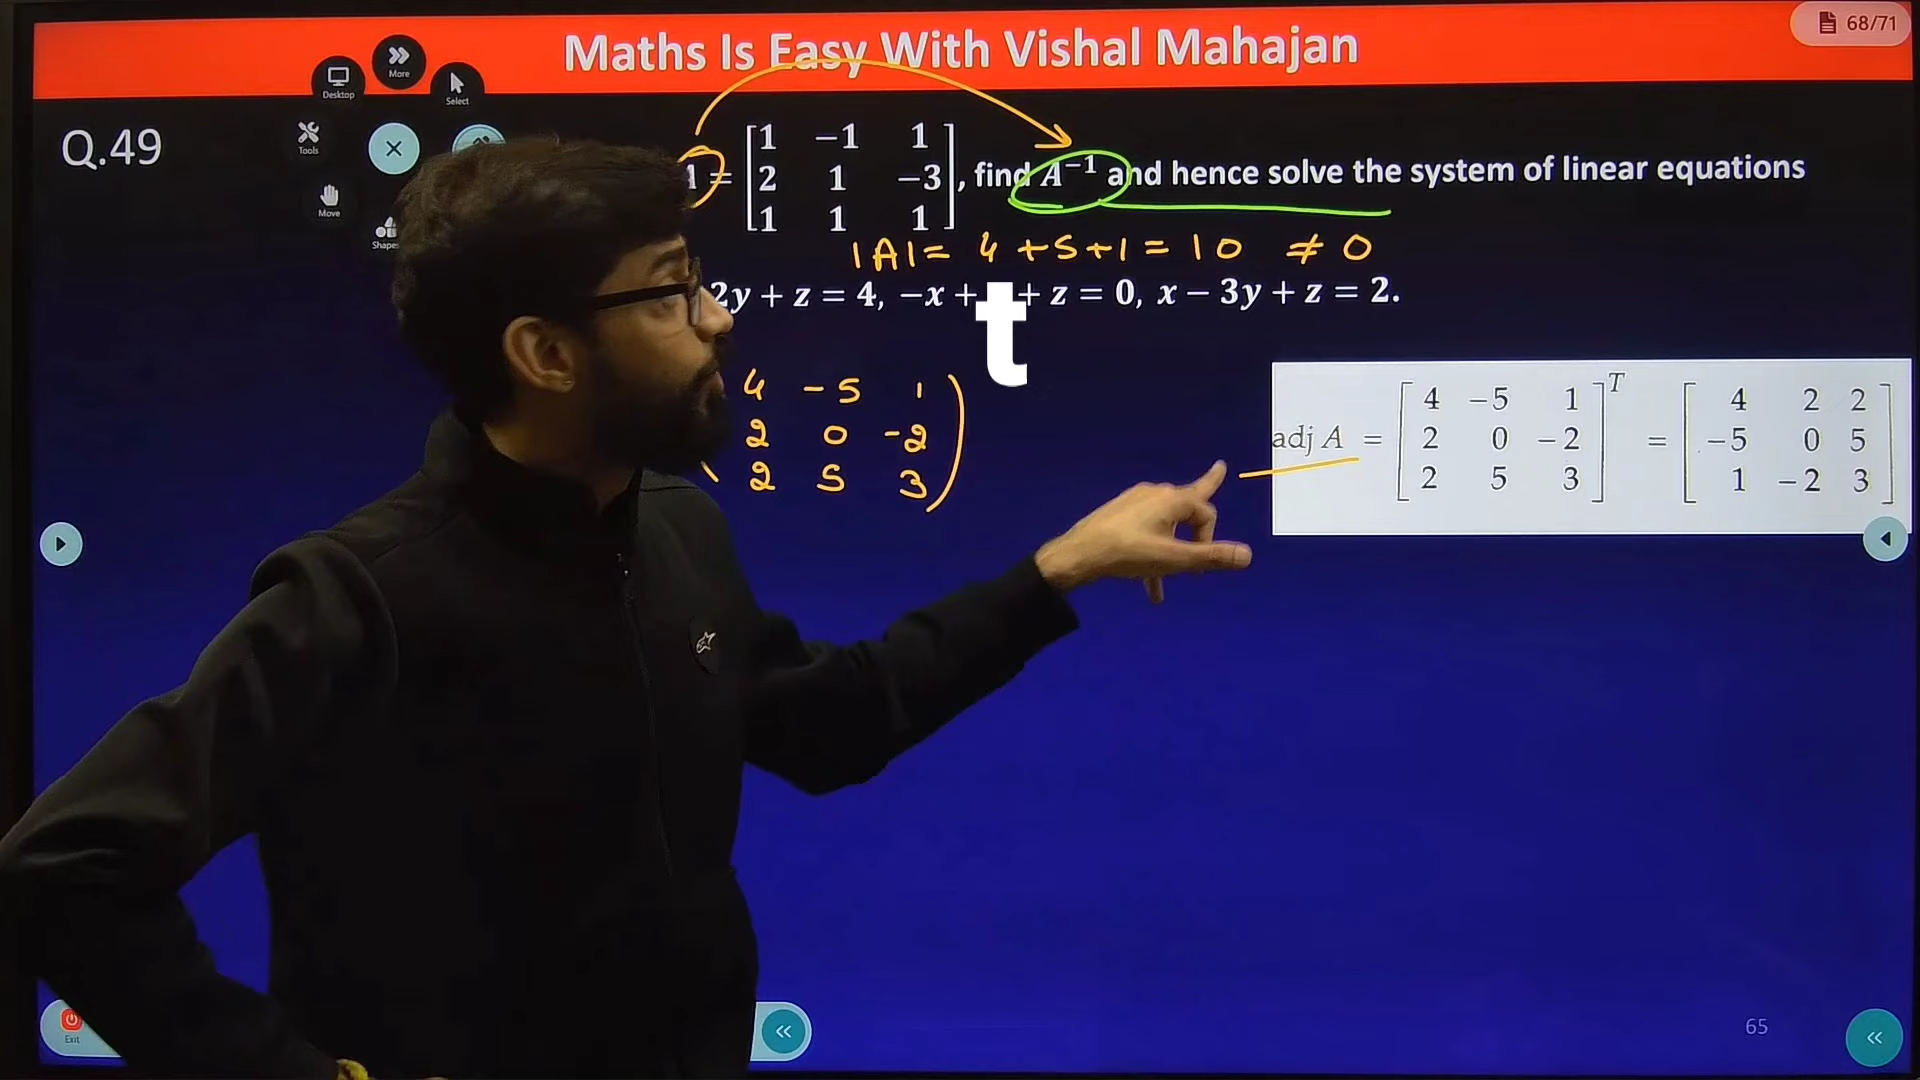 Maths Is Easy With Vishal Mahajan
68/71
Desktop
More
Select
Tools
Move
Shapes
Q.49
= [1 −1 1
2 1 −3
1 1 1], find A⁻¹ and hence solve the system of linear equations
|A| = 4 + 5 + 1 = 10 ≠ 0
2y + z = 4, −x + + z = 0, x − 3y + z = 2.
t
4 -5 1
2 0 -2
2 5 3
adj A = [4 −5 1
2 0 −2
2 5 3]ᵀ = [4 2 2
−5 0 5
1 −2 3]
Exit
65